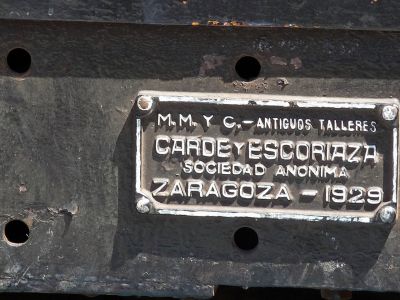 M. M. Y C. - ANTIGUOS TALLERES
CARDE Y ESCORIAZA
SOCIEDAD ANONIMA
ZARAGOZA - 1929